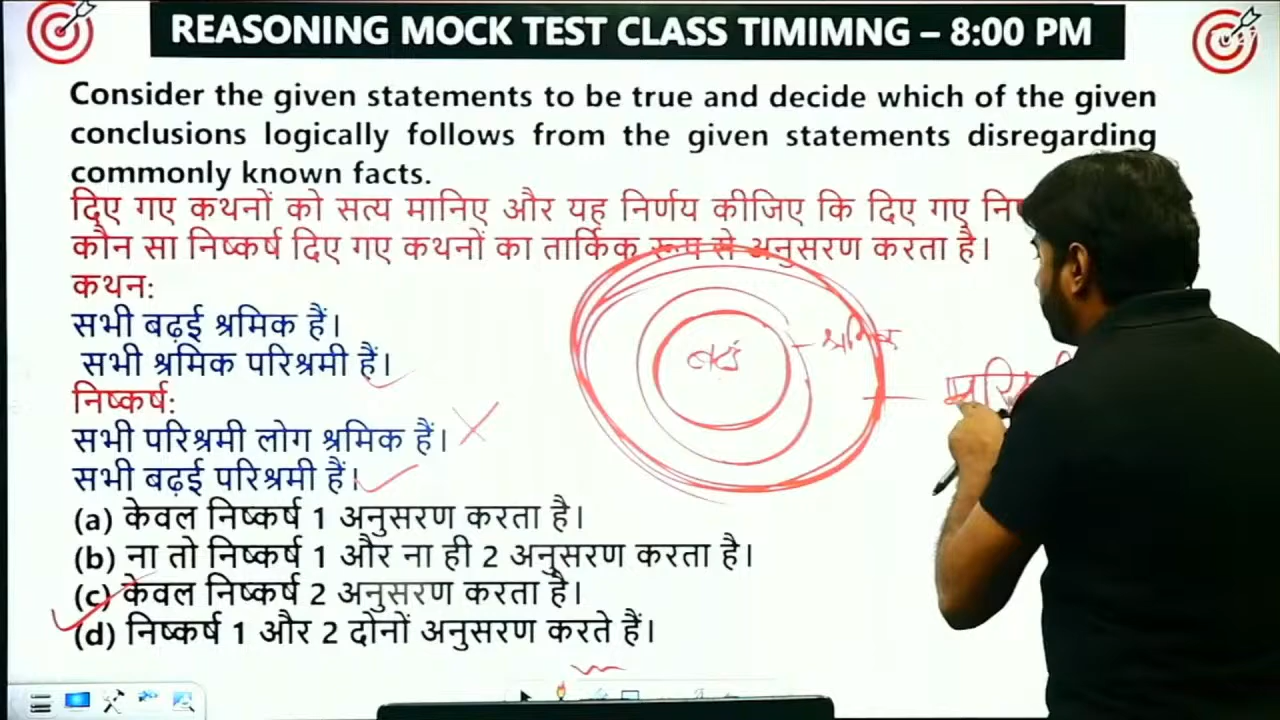 REASONING MOCK TEST CLASS TIMIMNG – 8:00 PM
Consider the given statements to be true and decide which of the given
conclusions logically follows from the given statements disregarding
commonly known facts.
दिए गए कथनों को सत्य मानिए और यह निर्णय कीजिए कि दिए गए
कौन सा निष्कर्ष दिए गए कथनों का तार्किक रूप से अनुसरण करता है।
कथन:
सभी बढ़ई श्रमिक हैं।
सभी श्रमिक परिश्रमी हैं।
श्रमिक
निष्कर्ष:
सभी परिश्रमी लोग श्रमिक हैं।
सभी बढ़ई परिश्रमी हैं।
(a) केवल निष्कर्ष 1 अनुसरण करता है।
(b) ना तो निष्कर्ष 1 और ना ही 2 अनुसरण करता है।
(c) केवल निष्कर्ष 2 अनुसरण करता है।
(d) निष्कर्ष 1 और 2 दोनों अनुसरण करते हैं।